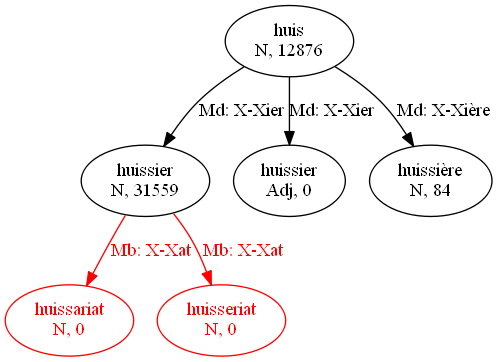 huis
N, 12876
Md: X-Xier
Md: X-Xier
Md: X-Xière
huissier
N, 31559
huissier
Adj, 0
huissière
N, 84
Mb: X-Xat
Mb: X-Xat
huissariat
N, 0
huisseriat
N, 0